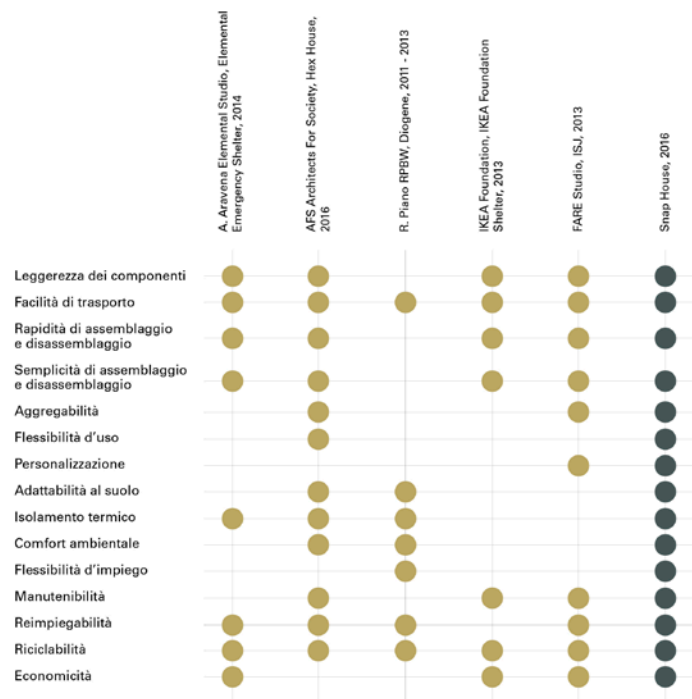 A. Aravena Elemental Studio, Elemental
Emergency Shelter, 2014
AFS Architects For Society, Hex House,
2016
R. Piano RPBW, Diogene, 2011 - 2013
IKEA Foundation, IKEA Foundation
Shelter, 2013
FARE Studio, ISJ, 2013
Snap House, 2016
Leggerezza dei componenti
Facilità di trasporto
Rapidità di assemblaggio
e disassemblaggio
Semplicità di assemblaggio
e disassemblaggio
Aggregabilità
Flessibilità d'uso
Personalizzazione
Adattabilità al suolo
Isolamento termico
Comfort ambientale
Flessibilità d'impiego
Manutenibilità
Reimpiegabilità
Riciclabilità
Economicità